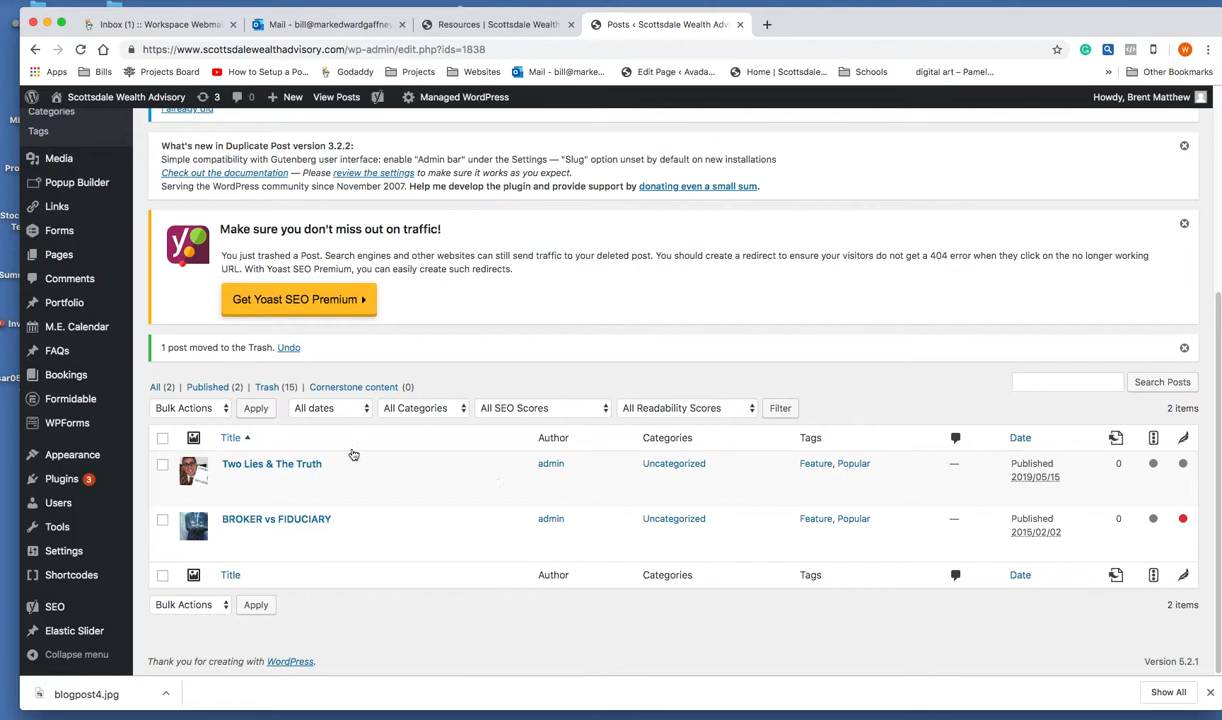 Inbox (1) :: Workspace Webma
Mail - bill@markedwardgaffney
Resources | Scottsdale Wealth
Posts < Scottsdale Wealth Adv
https://www.scottsdalewealthadvisory.com/wp-admin/edit.php?ids=1838
W
Apps
Bills
Projects Board
How to Setup a Po...
Godaddy
Projects
Websites
Mail - bill@marke...
Edit Page ‹ Avada...
Home | Scottsdale...
Schools
digital art - Pamel...
»
Other Bookmarks
Scottsdale Wealth Advisory
3
0
+ New
View Posts
Managed WordPress
Howdy, Brent Matthew
Categories
Tags
Media
Popup Builder
Links
Forms
Pages
Comments
Portfolio
M.E. Calendar
FAQs
Bookings
Formidable
WPForms
Appearance
Plugins 3
Users
Tools
Settings
Shortcodes
SEO
Elastic Slider
Collapse menu
I already did
What's new in Duplicate Post version 3.2.2:
Simple compatibility with Gutenberg user interface: enable "Admin bar" under the Settings — "Slug" option unset by default on new installations
Check out the documentation — Please review the settings to make sure it works as you expect.
Serving the WordPress community since November 2007. Help me develop the plugin and provide support by donating even a small sum.
Make sure you don't miss out on traffic!
You just trashed a Post. Search engines and other websites can still send traffic to your deleted post. You should create a redirect to ensure your visitors do not get a 404 error when they click on the no longer working
URL. With Yoast SEO Premium, you can easily create such redirects.
Get Yoast SEO Premium
1 post moved to the Trash. Undo
All (2) | Published (2) | Trash (15) | Cornerstone content (0)
Search Posts
Bulk Actions
Apply
All dates
All Categories
All SEO Scores
All Readability Scores
Filter
2 items
Title
Author
Categories
Tags
Date
Two Lies & The Truth
admin
Uncategorized
Feature, Popular
—
Published
2019/05/15
0
BROKER vs FIDUCIARY
admin
Uncategorized
Feature, Popular
—
Published
2015/02/02
0
Title
Author
Categories
Tags
Date
Bulk Actions
Apply
2 items
Thank you for creating with WordPress.
Version 5.2.1
blogpost4.jpg
Show All